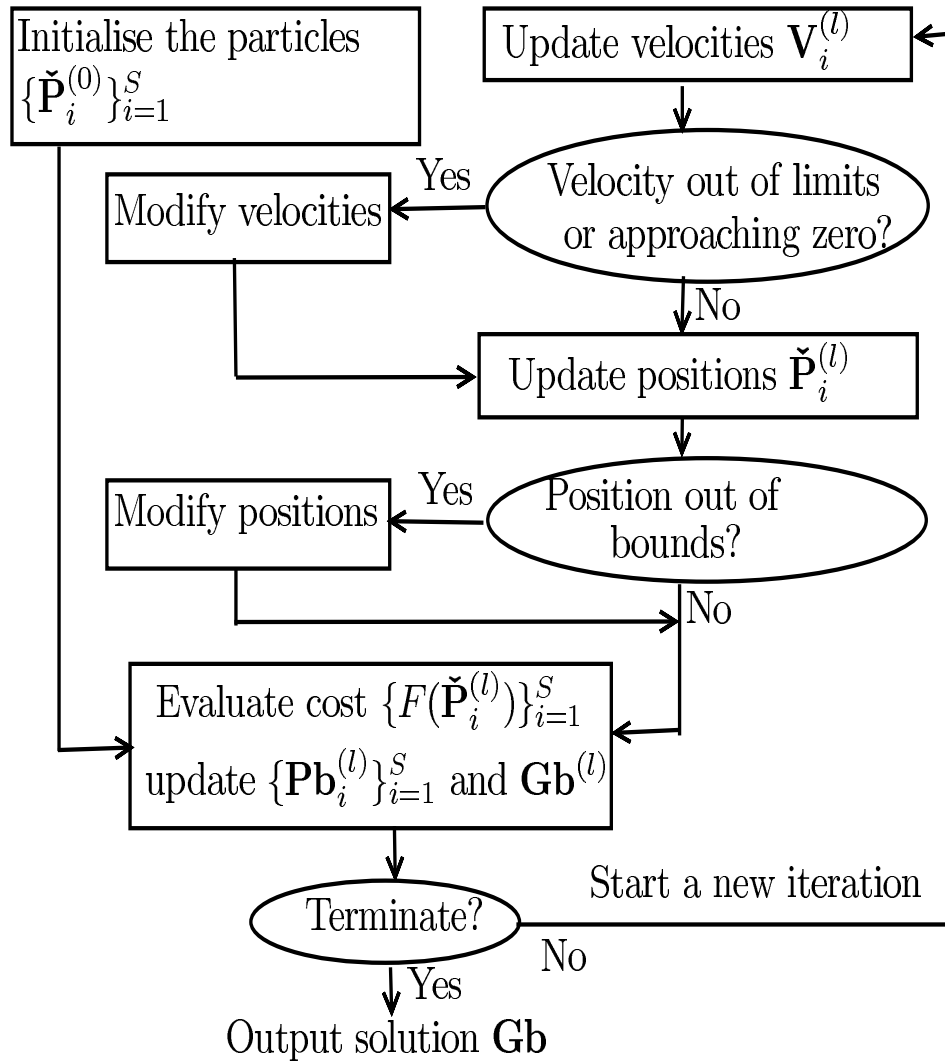 Initialise the particles
{P̌_i^(0)}_{i=1}^S
Update velocities V_i^(l)
Yes
Velocity out of limits
or approaching zero?
Modify velocities
No
Update positions P̌_i^(l)
Yes
Position out of
bounds?
Modify positions
No
Evaluate cost {F(P̌_i^(l))}_{i=1}^S
update {Pb_i^(l)}_{i=1}^S and Gb^(l)
Start a new iteration
Terminate?
No
Yes
Output solution Gb